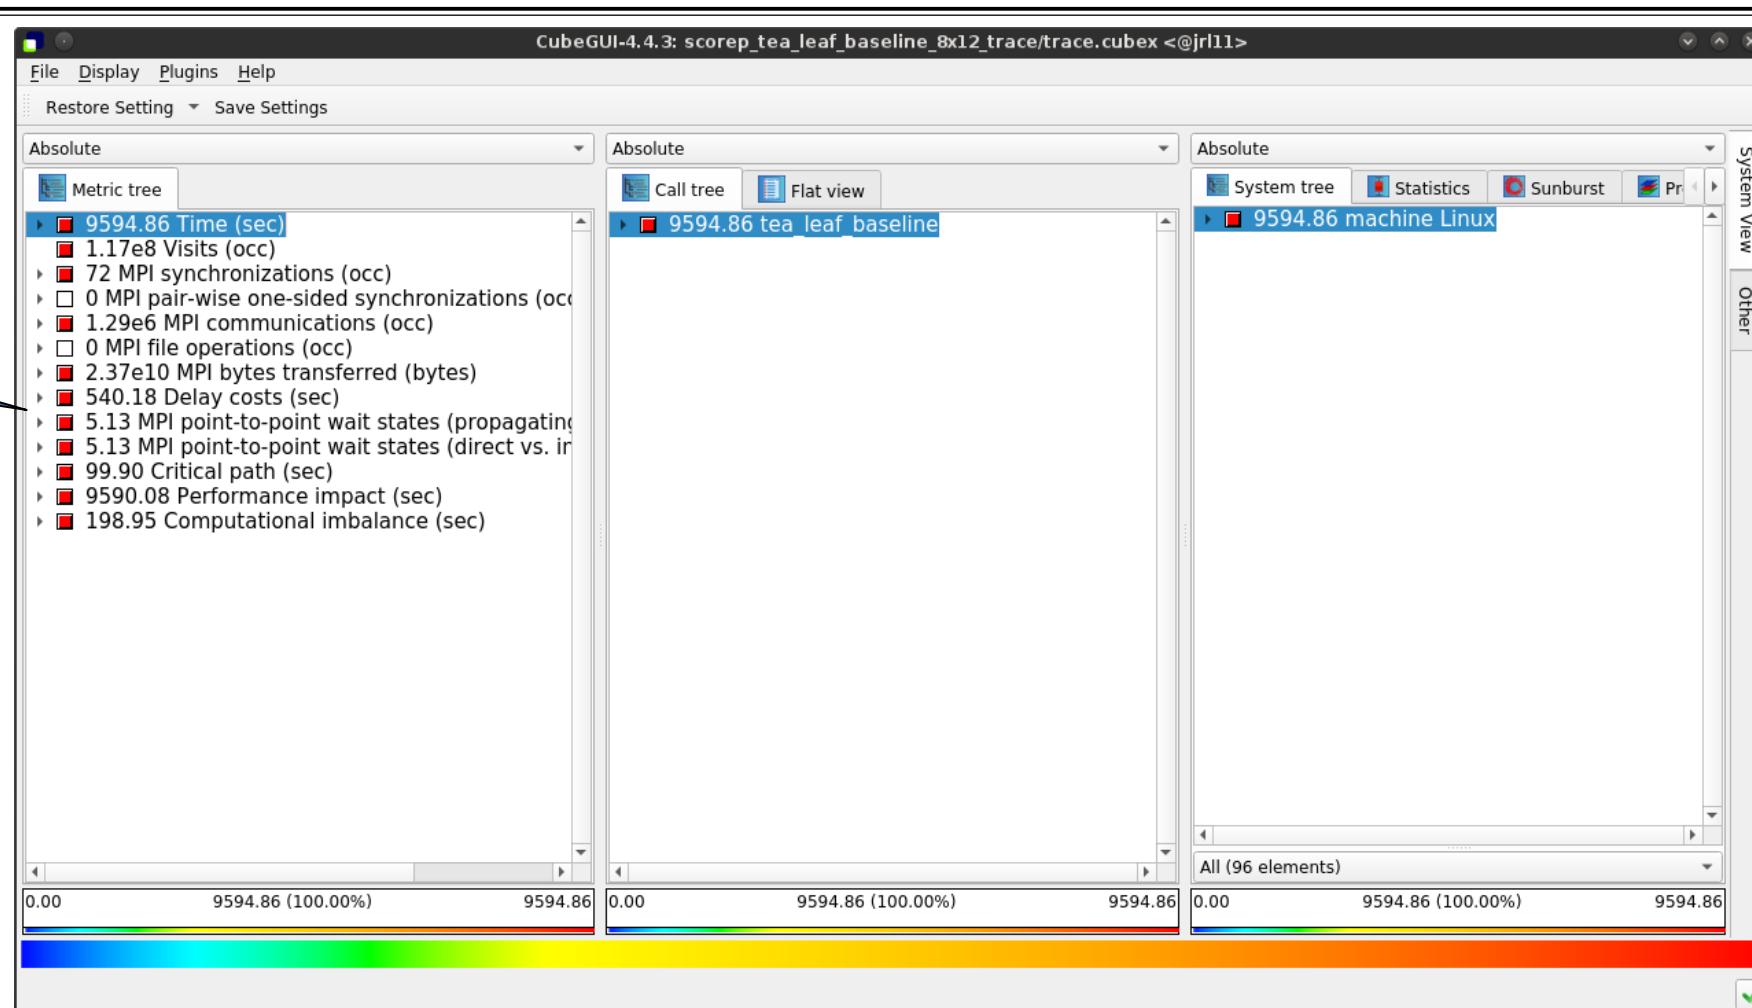 CubeGUI-4.4.3: scorep_tea_leaf_baseline_8x12_trace/trace.cubex <@jrl11>
File Display Plugins Help
Restore Setting Save Settings
Absolute
Metric tree
9594.86 Time (sec)
1.17e8 Visits (occ)
72 MPI synchronizations (occ)
0 MPI pair-wise one-sided synchronizations (occ
1.29e6 MPI communications (occ)
0 MPI file operations (occ)
2.37e10 MPI bytes transferred (bytes)
540.18 Delay costs (sec)
5.13 MPI point-to-point wait states (propagating
5.13 MPI point-to-point wait states (direct vs. in
99.90 Critical path (sec)
9590.08 Performance impact (sec)
198.95 Computational imbalance (sec)
0.00 9594.86 (100.00%) 9594.86
Absolute
Call tree Flat view
9594.86 tea_leaf_baseline
0.00 9594.86 (100.00%) 9594.86
Absolute
System tree Statistics Sunburst Pr
9594.86 machine Linux
All (96 elements)
0.00 9594.86 (100.00%) 9594.86
System View
Other